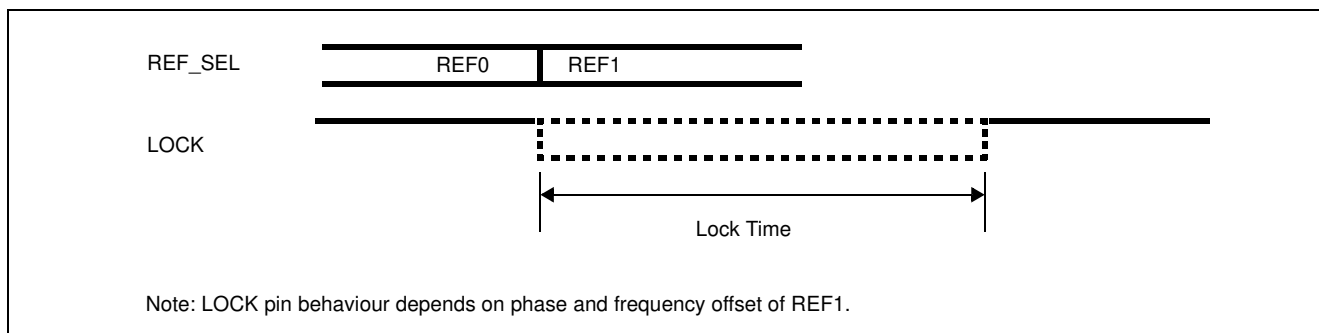 REF_SEL
REF0
REF1
LOCK
Lock Time
Note: LOCK pin behaviour depends on phase and frequency offset of REF1.